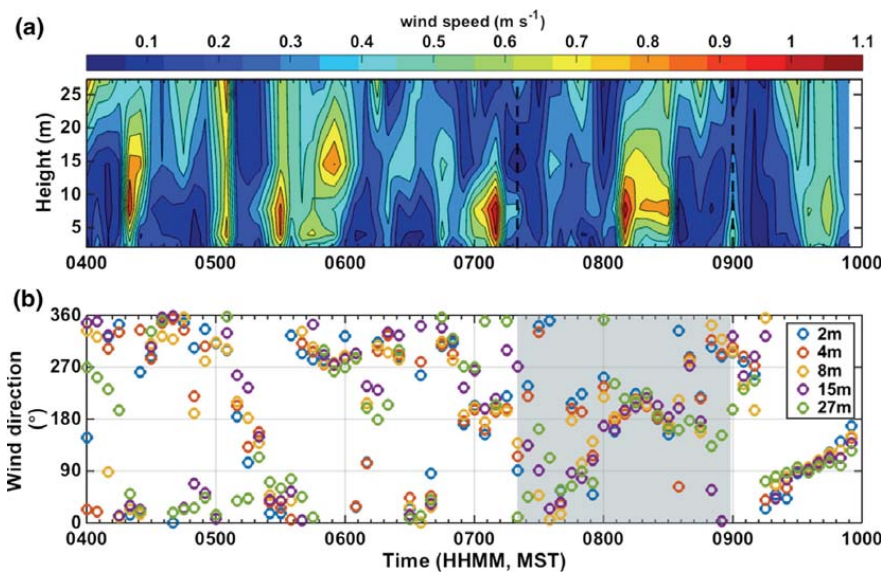 (a)
wind speed (m s⁻¹)
0.1 0.2 0.3 0.4 0.5 0.6 0.7 0.8 0.9 1 1.1
Height (m)
25
20
15
10
5
0400 0500 0600 0700 0800 0900 1000
(b)
Wind direction
(°)
360
270
180
90
0
2m
4m
8m
15m
27m
0400 0500 0600 0700 0800 0900 1000
Time (HHMM, MST)